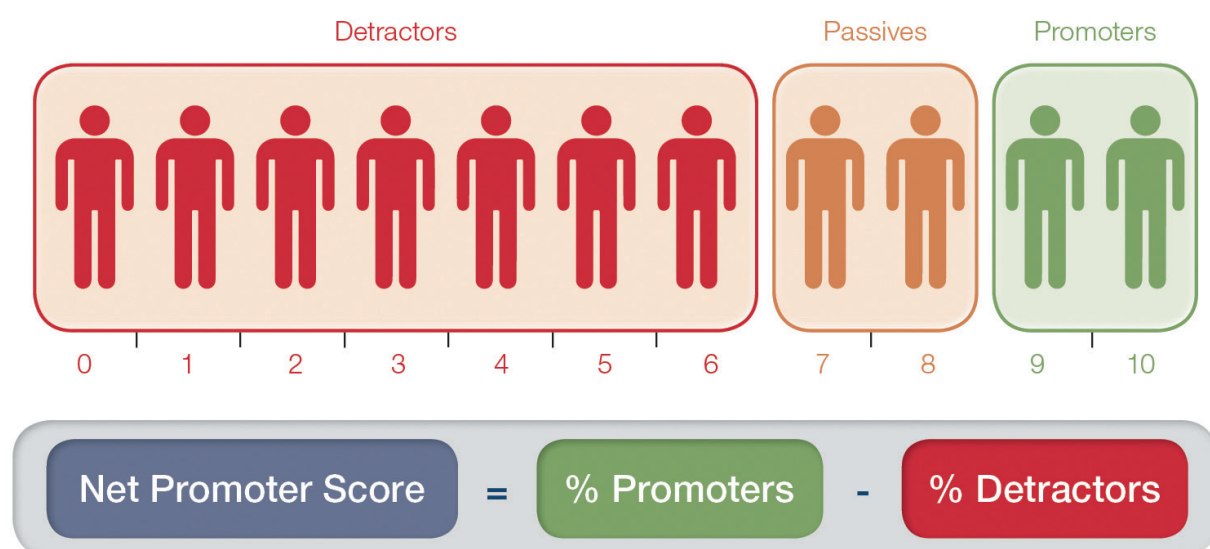 Detractors Passives Promoters
0 1 2 3 4 5 6 7 8 9 10
Net Promoter Score = % Promoters - % Detractors